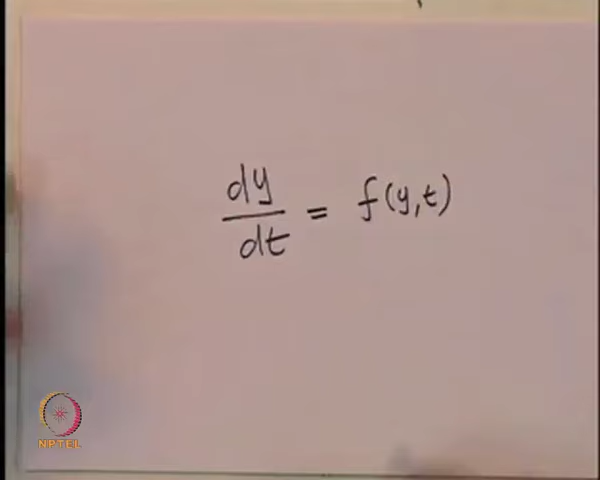 dy/dt = f(y,t)
NPTEL